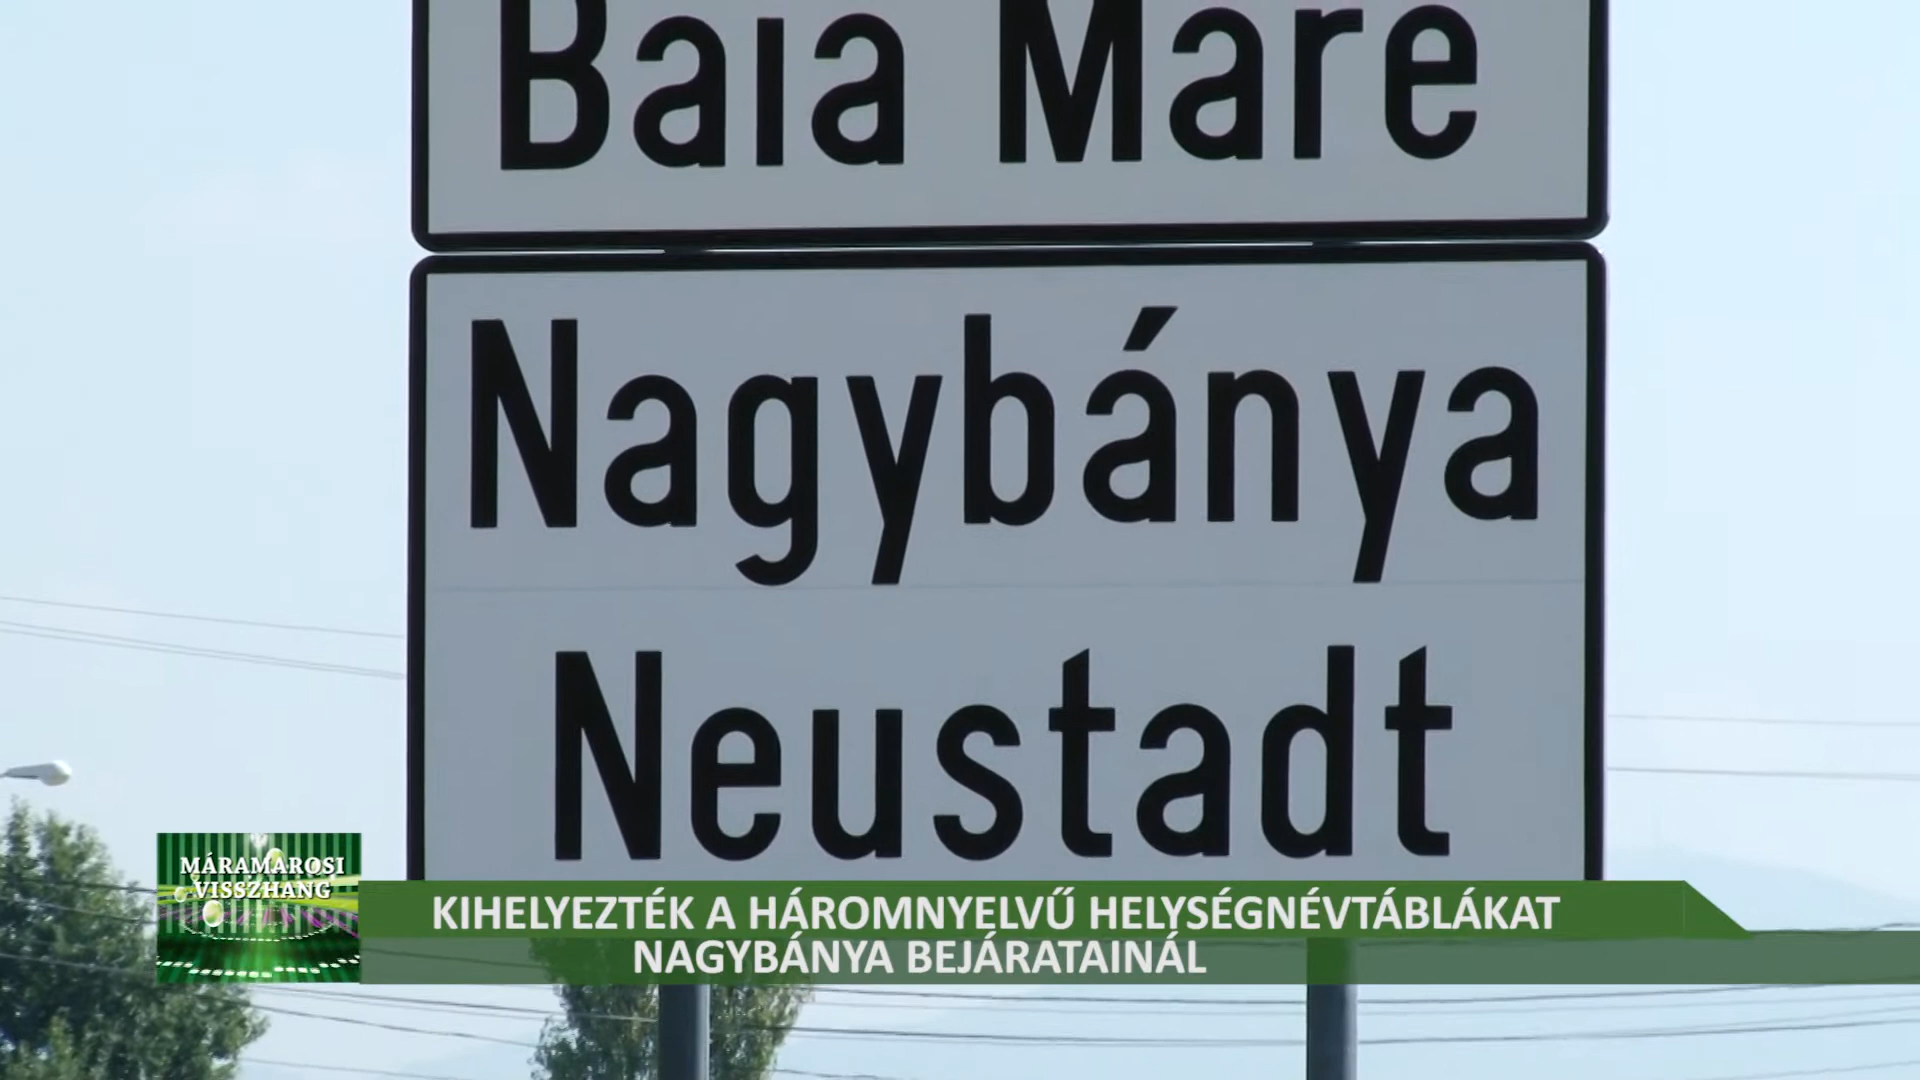 Baia Mare
Nagybánya
Neustadt
MÁRAMAROSI
VISSZHANG
KIHELYEZTÉK A HÁROMNYELVŰ HELYSÉGNÉVTÁBLÁKAT
NAGYBÁNYA BEJÁRATAINÁL